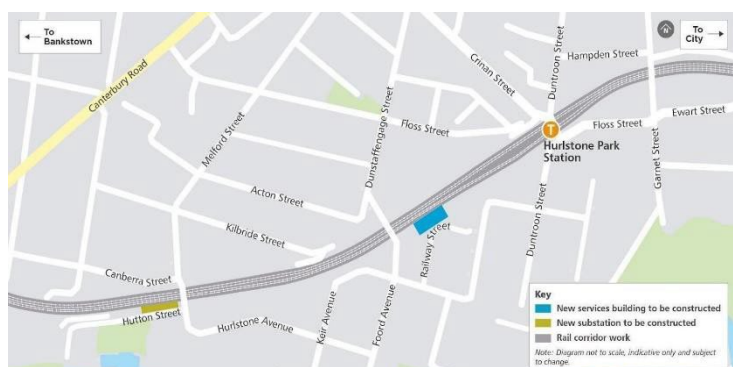 To
Bankstown
N
To
City
Hampden Street
Duntroon Street
Crinan Street
Canterbury Road
Melford Street
Dunstaffengage Street
Floss Street
T
Floss Street
Ewart Street
Hurlstone Park
Station
Garnet Street
Acton Street
Duntroon Street
Kilbride Street
Railway Street
Canberra Street
Hutton Street
Hurlstone Avenue
Keir Avenue
Foord Avenue
Key
New services building to be constructed
New substation to be constructed
Rail corridor work
Note: Diagram not to scale, indicative only and subject
to change.